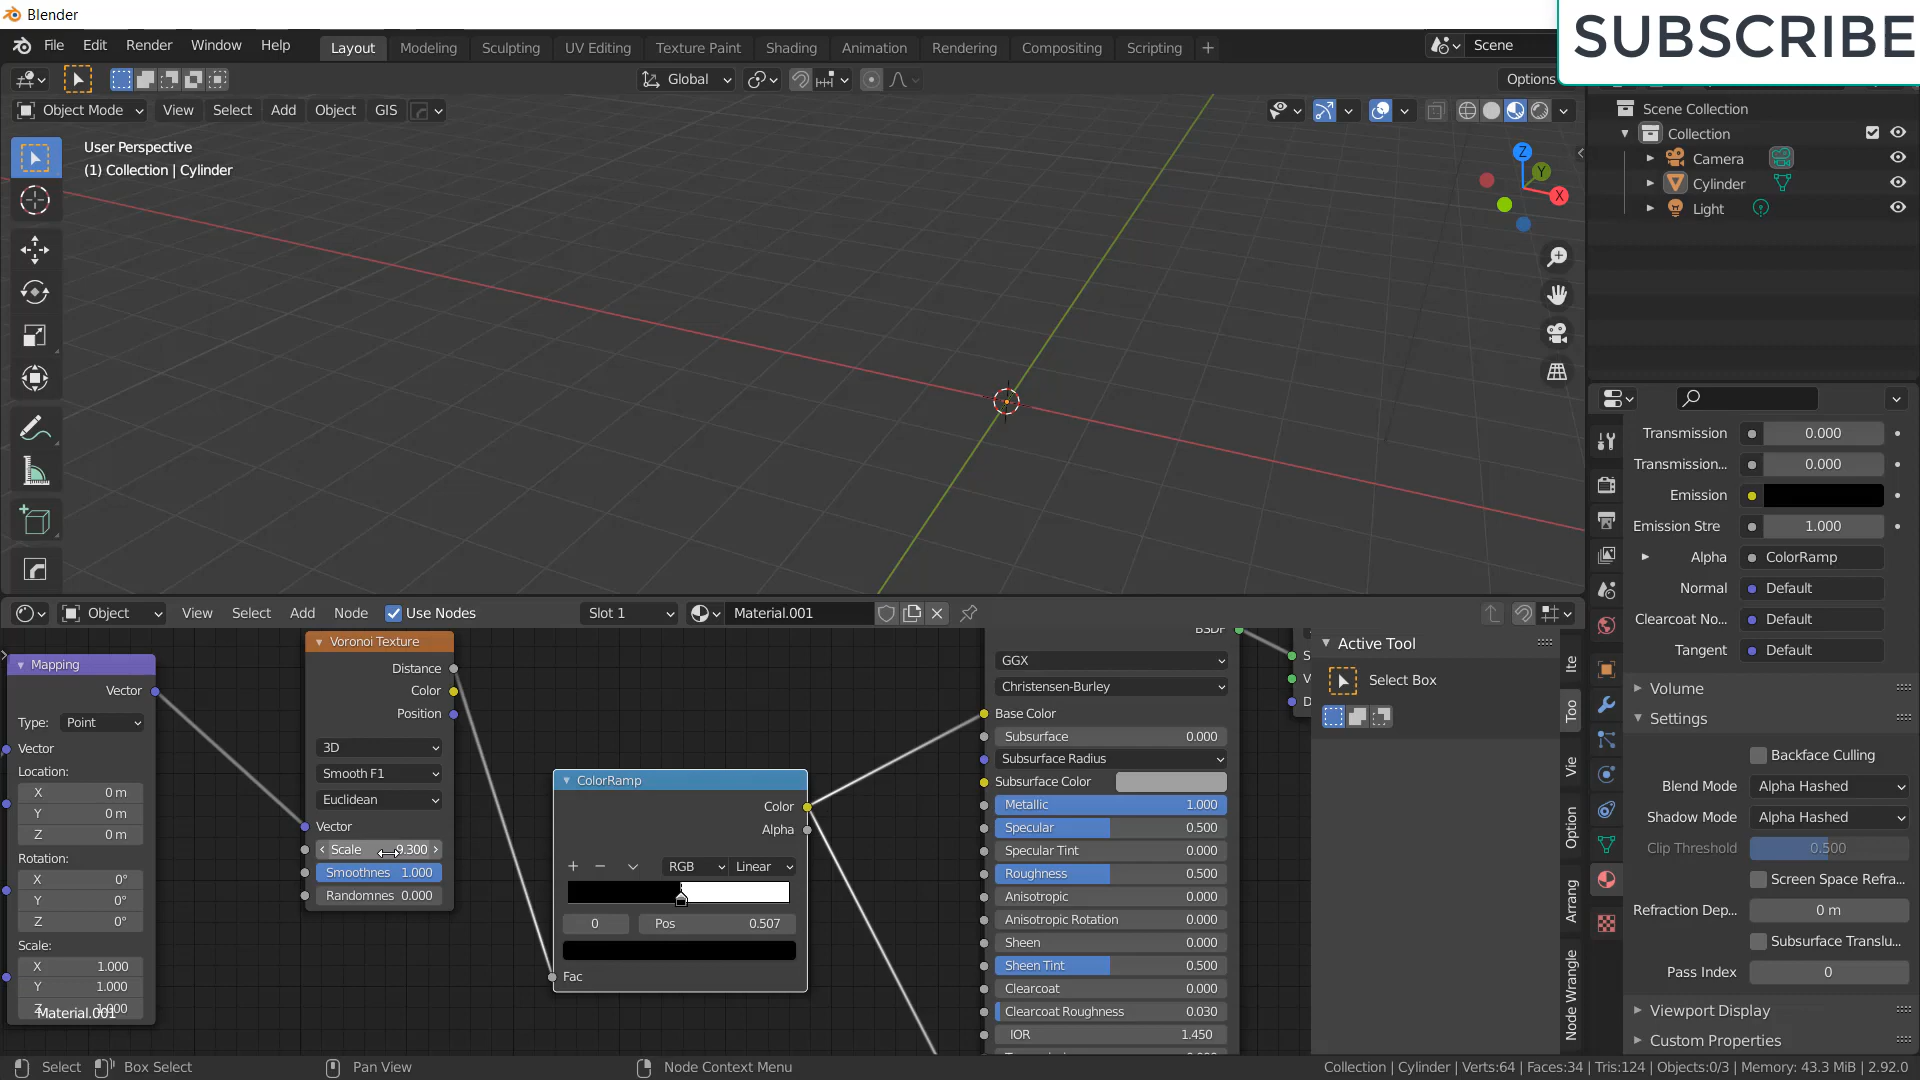 Blender
SUBSCRIBE
File Edit Render Window Help Layout Modeling Sculpting UV Editing Texture Paint Shading Animation Rendering Compositing Scripting + Scene
Global Options
Object Mode View Select Add Object GIS
User Perspective
(1) Collection | Cylinder
Z
Y
X
Scene Collection
Collection
Camera
Cylinder
Light
Transmission 0.000
Transmission... 0.000
Emission
Emission Stre 1.000
Alpha ColorRamp
Normal Default
Clearcoat No... Default
Tangent Default
Volume
Settings
Backface Culling
Blend Mode Alpha Hashed
Shadow Mode Alpha Hashed
Clip Threshold 0.500
Screen Space Refra...
Refraction Dep... 0 m
Subsurface Translu...
Pass Index 0
Viewport Display
Custom Properties
Object View Select Add Node Use Nodes Slot 1 Material.001
Mapping
Vector
Type: Point
Vector
Location:
X 0 m
Y 0 m
Z 0 m
Rotation:
X 0°
Y 0°
Z 0°
Scale:
X 1.000
Y 1.000
Z 1.000
Material.001
Voronoi Texture
Distance
Color
Position
3D
Smooth F1
Euclidean
Vector
Scale 9.300
Smoothnes 1.000
Randomnes 0.000
ColorRamp
Color
Alpha
+ − RGB Linear
0 Pos 0.507
Fac
BSDF
GGX
Christensen-Burley
Base Color
Subsurface 0.000
Subsurface Radius
Subsurface Color
Metallic 1.000
Specular 0.500
Specular Tint 0.000
Roughness 0.500
Anisotropic 0.000
Anisotropic Rotation 0.000
Sheen 0.000
Sheen Tint 0.500
Clearcoat 0.000
Clearcoat Roughness 0.030
IOR 1.450
S
V
D
Active Tool
Select Box
Ite
Too
Vie
Option
Arrang
Node Wrangle
Select Box Select Pan View Node Context Menu Collection | Cylinder | Verts:64 | Faces:34 | Tris:124 | Objects:0/3 | Memory: 43.3 MiB | 2.92.0